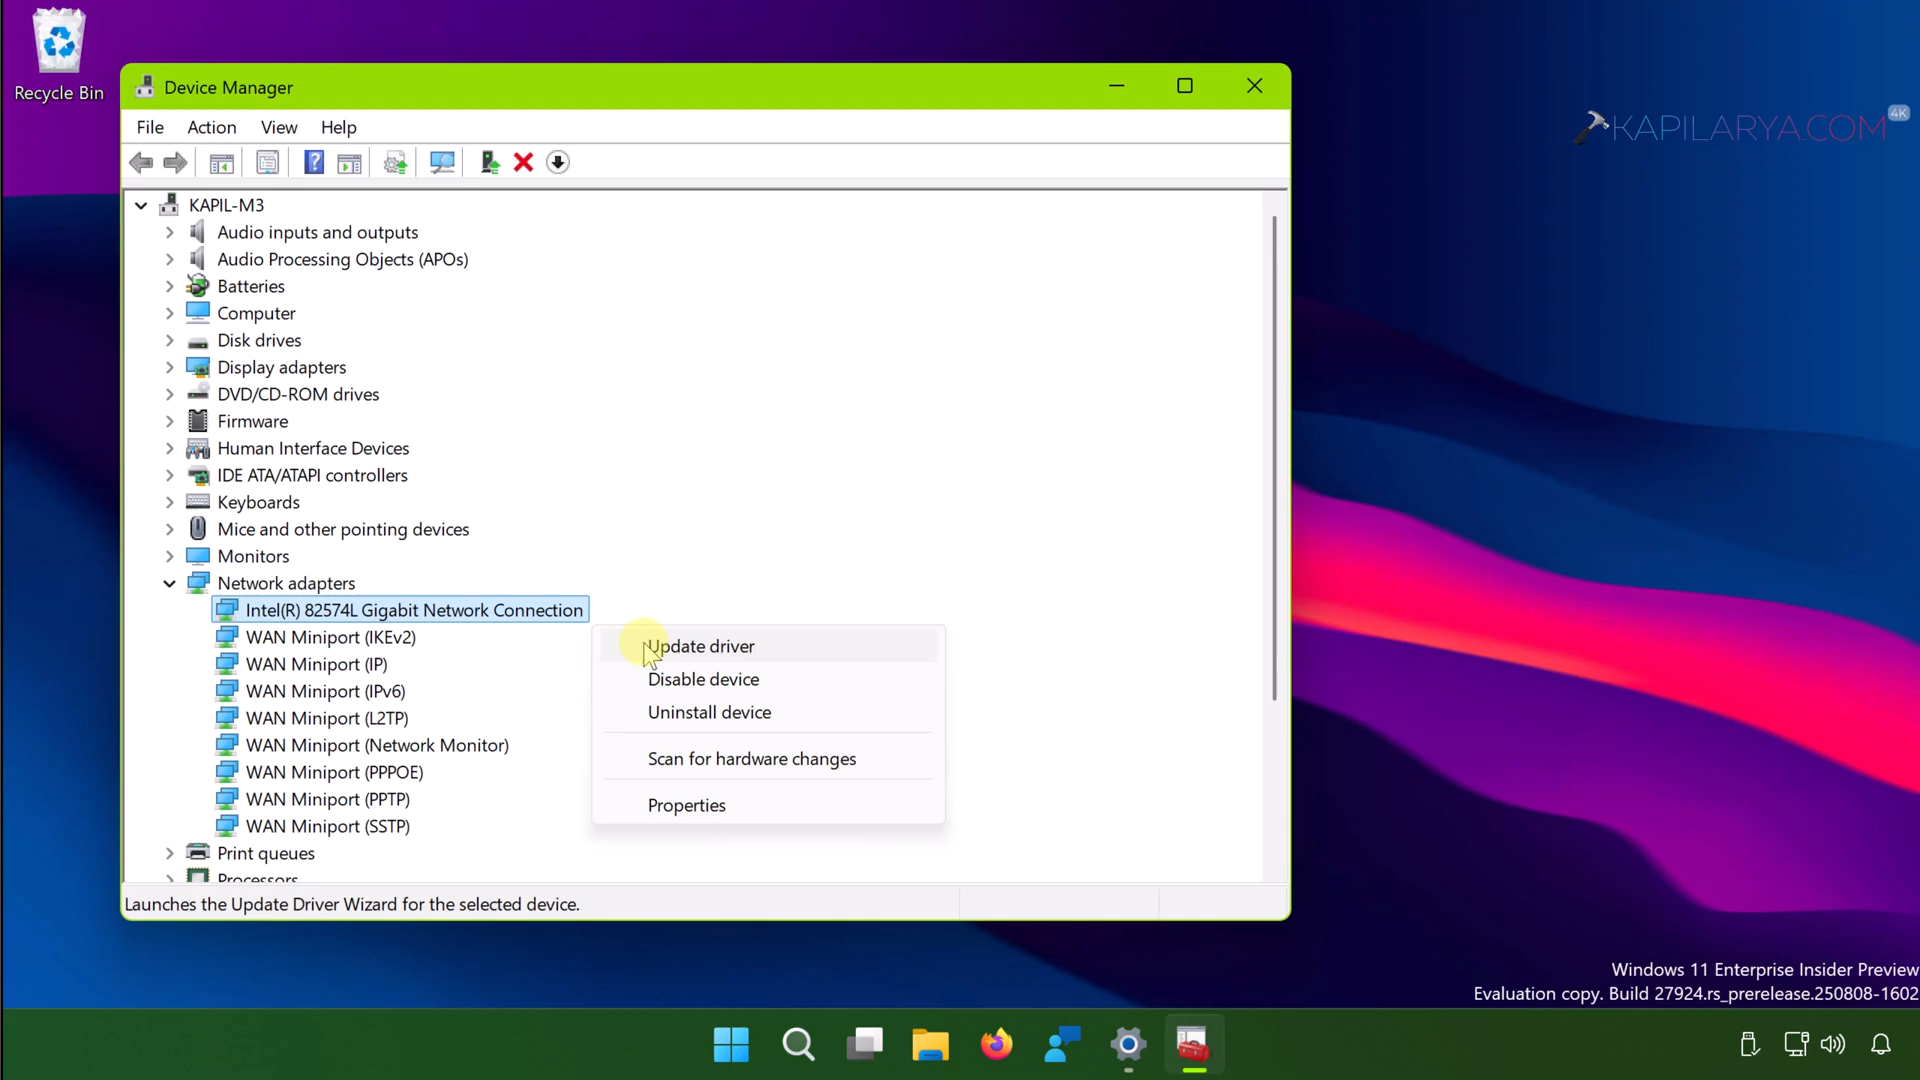 Recycle Bin
Device Manager
File Action View Help
KAPILARYA.COM 4K
KAPIL-M3
Audio inputs and outputs
Audio Processing Objects (APOs)
Batteries
Computer
Disk drives
Display adapters
DVD/CD-ROM drives
Firmware
Human Interface Devices
IDE ATA/ATAPI controllers
Keyboards
Mice and other pointing devices
Monitors
Network adapters
Intel(R) 82574L Gigabit Network Connection
WAN Miniport (IKEv2)
WAN Miniport (IP)
WAN Miniport (IPv6)
WAN Miniport (L2TP)
WAN Miniport (Network Monitor)
WAN Miniport (PPPOE)
WAN Miniport (PPTP)
WAN Miniport (SSTP)
Print queues
Processors
Update driver
Disable device
Uninstall device
Scan for hardware changes
Properties
Launches the Update Driver Wizard for the selected device.
Windows 11 Enterprise Insider Preview
Evaluation copy. Build 27924.rs_prerelease.250808-1602